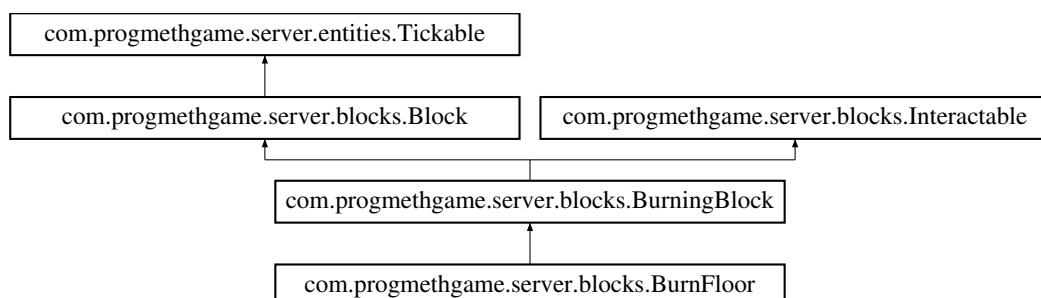 com.progmethgame.server.entities.Tickable
com.progmethgame.server.blocks.Block
com.progmethgame.server.blocks.Interactable
com.progmethgame.server.blocks.BurningBlock
com.progmethgame.server.blocks.BurnFloor